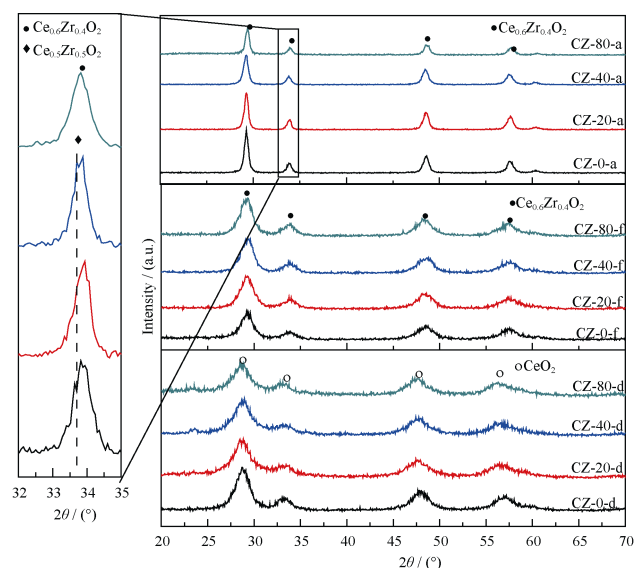 ● Ce0.6Zr0.4O2
◆ Ce0.5Zr0.5O2
32 33 34 35
2θ / (°)
Intensity / (a.u.)
●Ce0.6Zr0.4O2
CZ-80-a
CZ-40-a
CZ-20-a
CZ-0-a
●Ce0.6Zr0.4O2
CZ-80-f
CZ-40-f
CZ-20-f
CZ-0-f
oCeO2
CZ-80-d
CZ-40-d
CZ-20-d
CZ-0-d
20 25 30 35 40 45 50 55 60 65 70
2θ / (°)